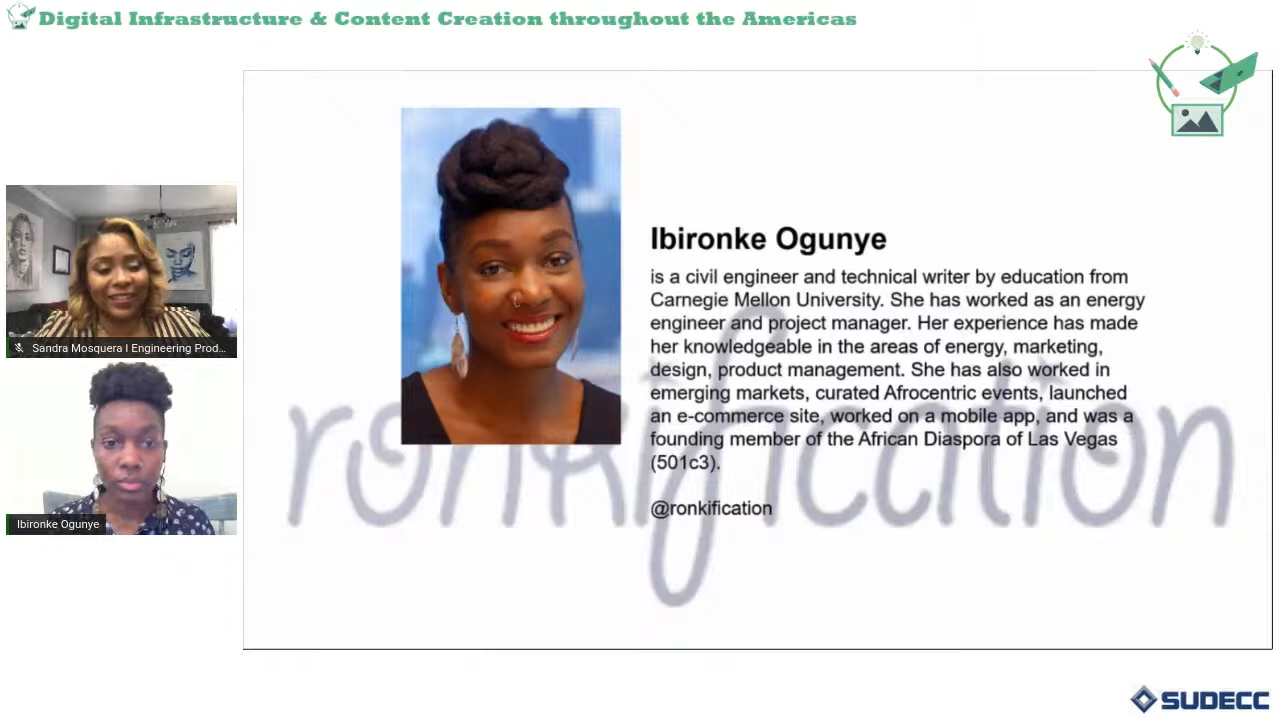 Digital Infrastructure & Content Creation throughout the Americas
Sandra Mosquera I Engineering Prod...
Ibironke Ogunye
Ibironke Ogunye
is a civil engineer and technical writer by education from
Carnegie Mellon University. She has worked as an energy
engineer and project manager. Her experience has made
her knowledgeable in the areas of energy, marketing,
design, product management. She has also worked in
emerging markets, curated Afrocentric events, launched
an e-commerce site, worked on a mobile app, and was a
founding member of the African Diaspora of Las Vegas
(501c3).
@ronkification
ronkification
SUDECC